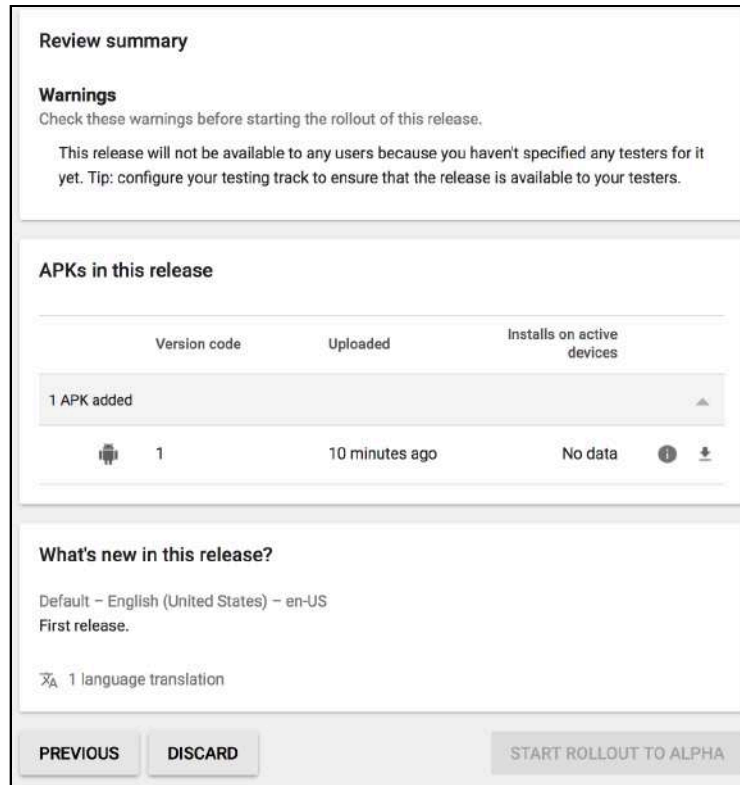 Review summary
Warnings
Check these warnings before starting the rollout of this release.
This release will not be available to any users because you haven't specified any testers for it
yet. Tip: configure your testing track to ensure that the release is available to your testers.
APKs in this release
Version code Uploaded Installs on active
devices
1 APK added
1 10 minutes ago No data
What's new in this release?
Default – English (United States) – en-US
First release.
1 language translation
PREVIOUS DISCARD START ROLLOUT TO ALPHA